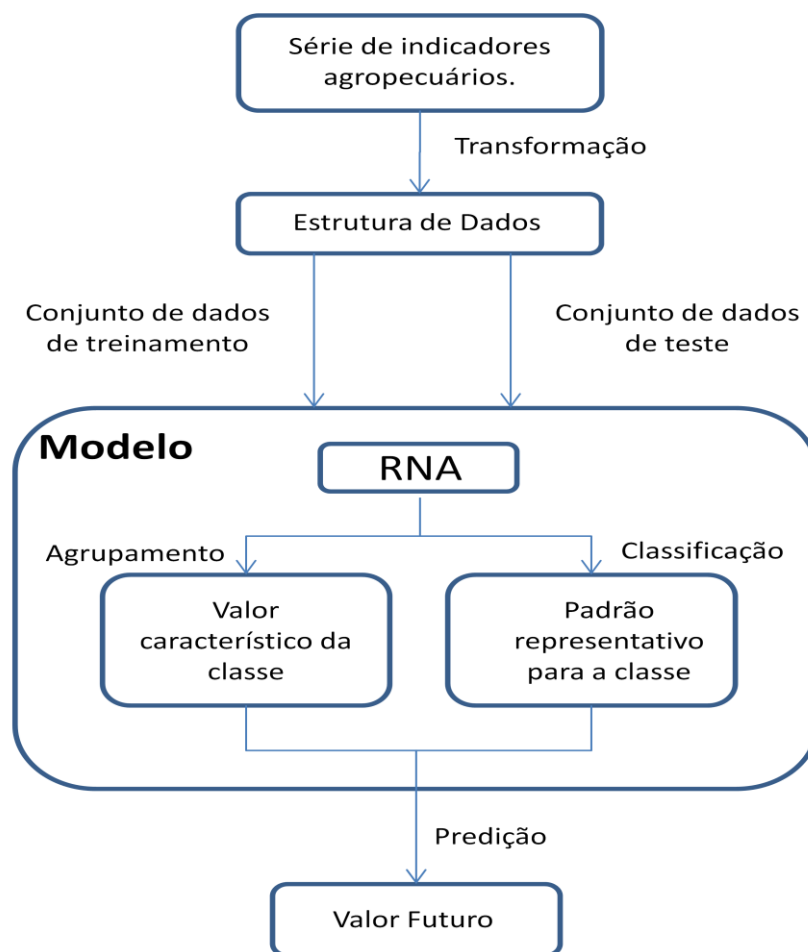 Série de indicadores
agropecuários.
Transformação
Estrutura de Dados
Conjunto de dados
de treinamento
Conjunto de dados
de teste
Modelo
RNA
Agrupamento
Classificação
Valor
característico da
classe
Padrão
representativo
para a classe
Predição
Valor Futuro